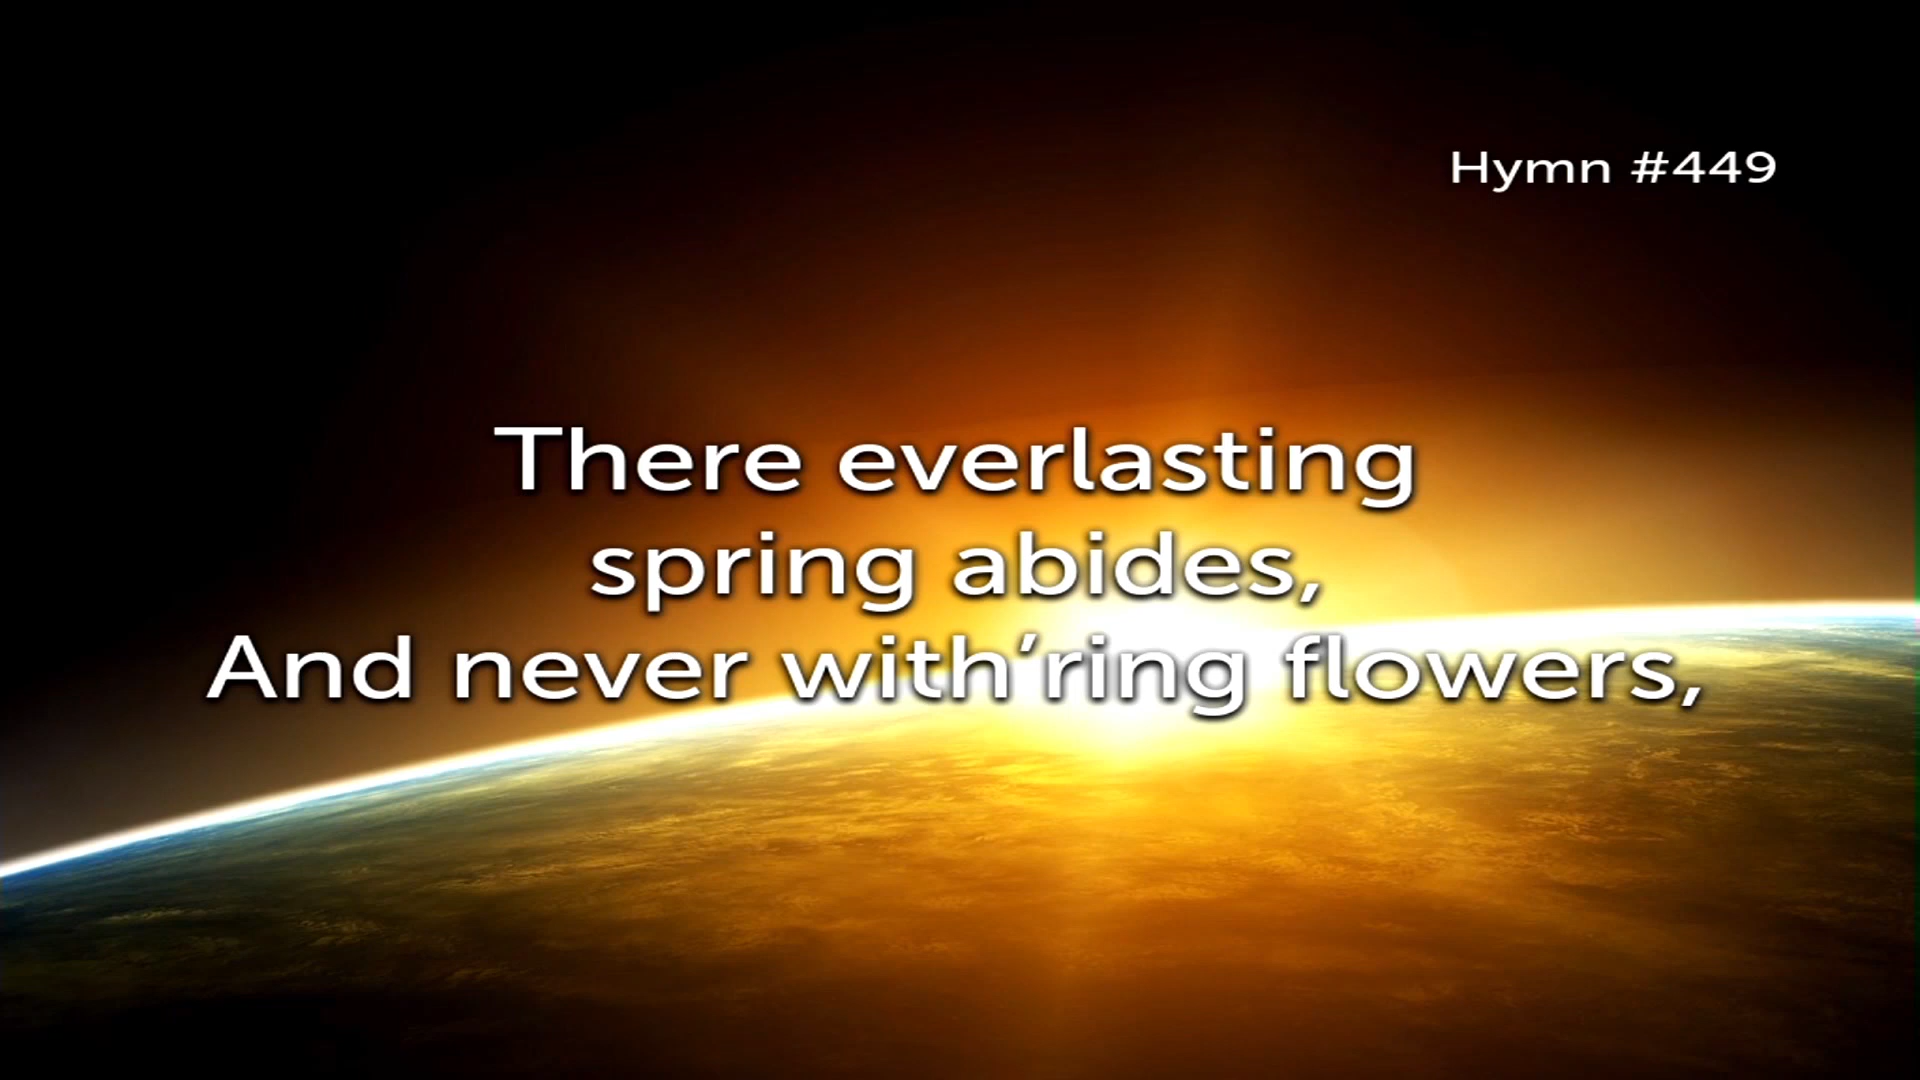 Hymn #449
There everlasting
spring abides,
And never with’ring flowers,